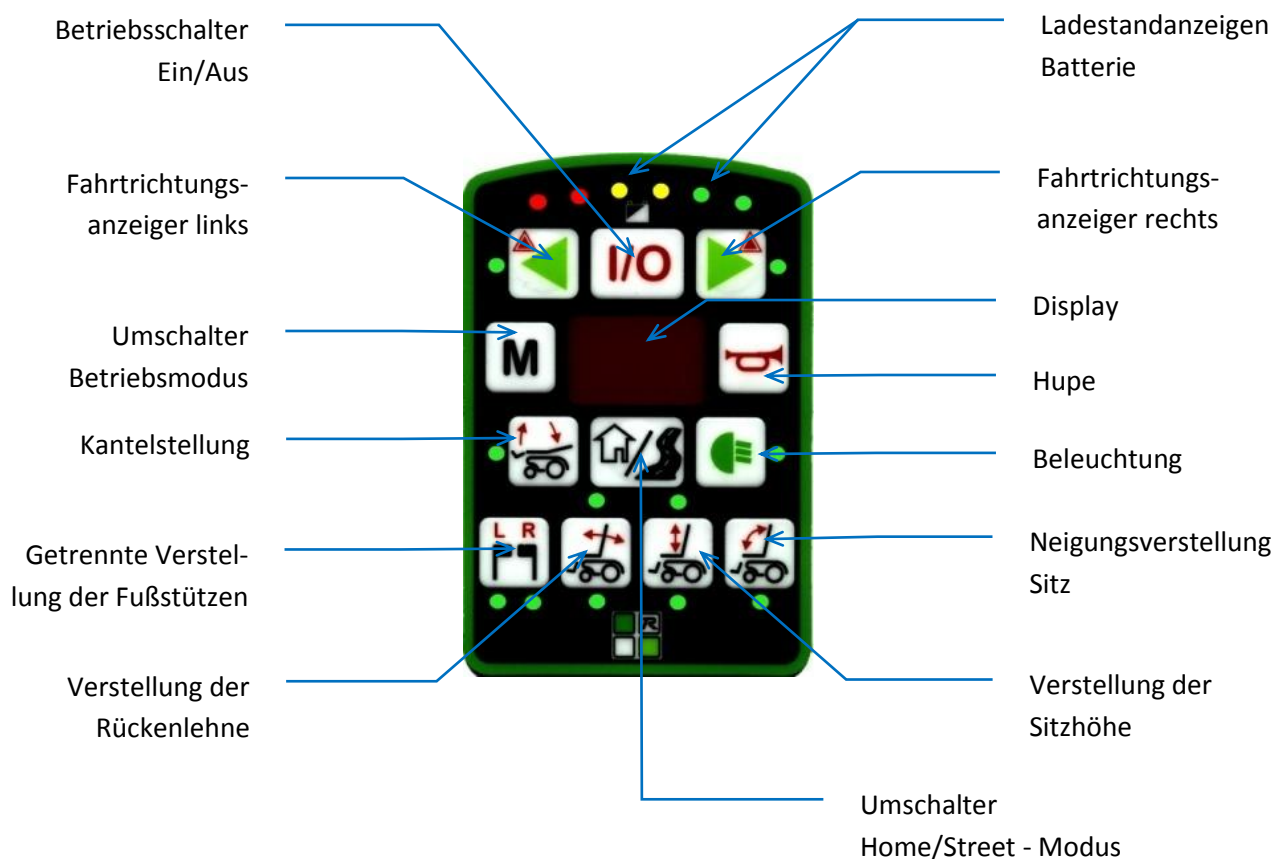 Betriebsschalter
Ein/Aus
Ladestandanzeigen
Batterie
Fahrtrichtungs-
anzeiger links
Fahrtrichtungs-
anzeiger rechts
I/O
Umschalter
Betriebsmodus
M
Display
Hupe
Kantelstellung
Beleuchtung
L R
Getrennte Verstel-
lung der Fußstützen
Neigungsverstellung
Sitz
R
Verstellung der
Rückenlehne
Verstellung der
Sitzhöhe
Umschalter
Home/Street - Modus